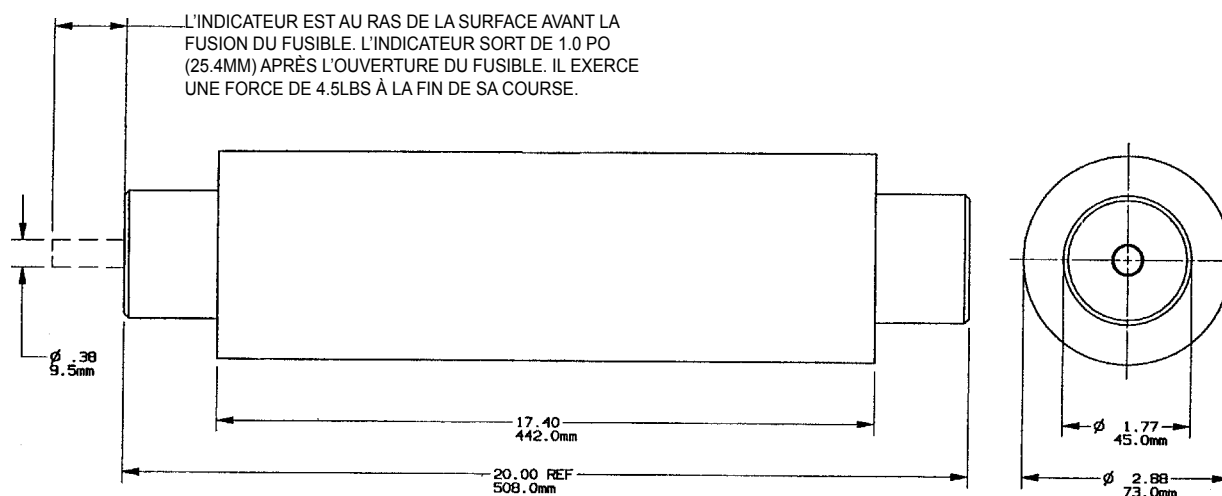 L'INDICATEUR EST AU RAS DE LA SURFACE AVANT LA
FUSION DU FUSIBLE. L'INDICATEUR SORT DE 1.0 PO
(25.4MM) APRÈS L'OUVERTURE DU FUSIBLE. IL EXERCE
UNE FORCE DE 4.5LBS À LA FIN DE SA COURSE.
Ø .38
9.5mm
17.40
442.0mm
20.00 REF
508.0mm
Ø 1.77
45.0mm
Ø 2.88
73.0mm